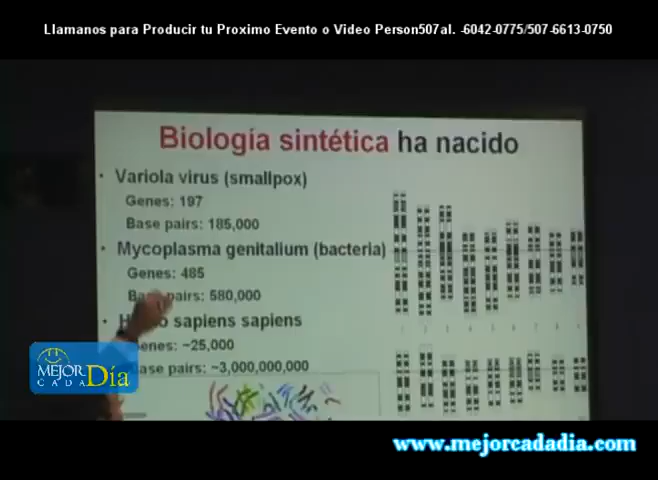 Llamanos para Producir tu Proximo Evento o Video Person507al. -6042-0775/507-6613-0750
Biología sintética ha nacido
• Variola virus (smallpox)
Genes: 197
Base pairs: 185,000
• Mycoplasma genitalium (bacteria)
Genes: 485
pairs: 580,000
• sapiens sapiens
enes: ~25,000
ase pairs: ~3,000,000,000
MEJOR
CADA Día
www.mejorcadadia.com